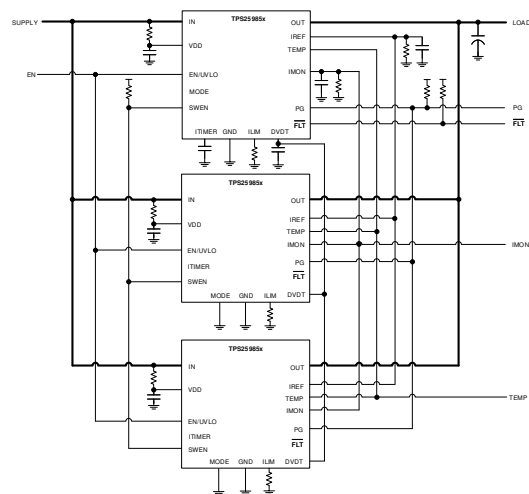 TPS25985x
SUPPLY
IN
OUT
LOAD
IREF
VDD
TEMP
EN
EN/UVLO
IMON
MODE
SWEN
PG
PG
FLT
FLT
ITIMER
GND
ILIM
DVDT
TPS25985x
IN
OUT
VDD
IREF
TEMP
EN/UVLO
IMON
IMON
ITIMER
PG
SWEN
FLT
MODE
GND
ILIM
DVDT
TPS25985x
IN
OUT
VDD
IREF
TEMP
TEMP
IMON
EN/UVLO
PG
ITIMER
FLT
SWEN
MODE
GND
ILIM
DVDT